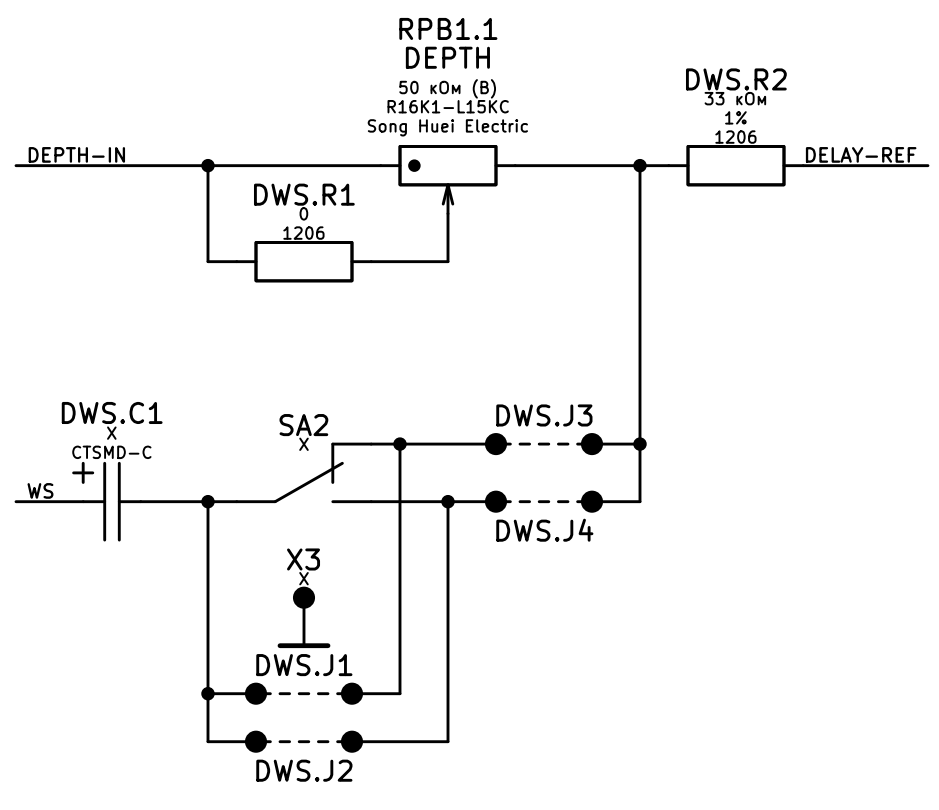 RPB1.1
DEPTH
50 кОм (B)
R16K1-L15KC
Song Huei Electric
DWS.R2
33 кОм
1%
1206
DEPTH-IN
DELAY-REF
DWS.R1
0
1206
DWS.C1
X
CTSMD-C
+
WS
SA2
X
DWS.J3
DWS.J4
X3
X
DWS.J1
DWS.J2